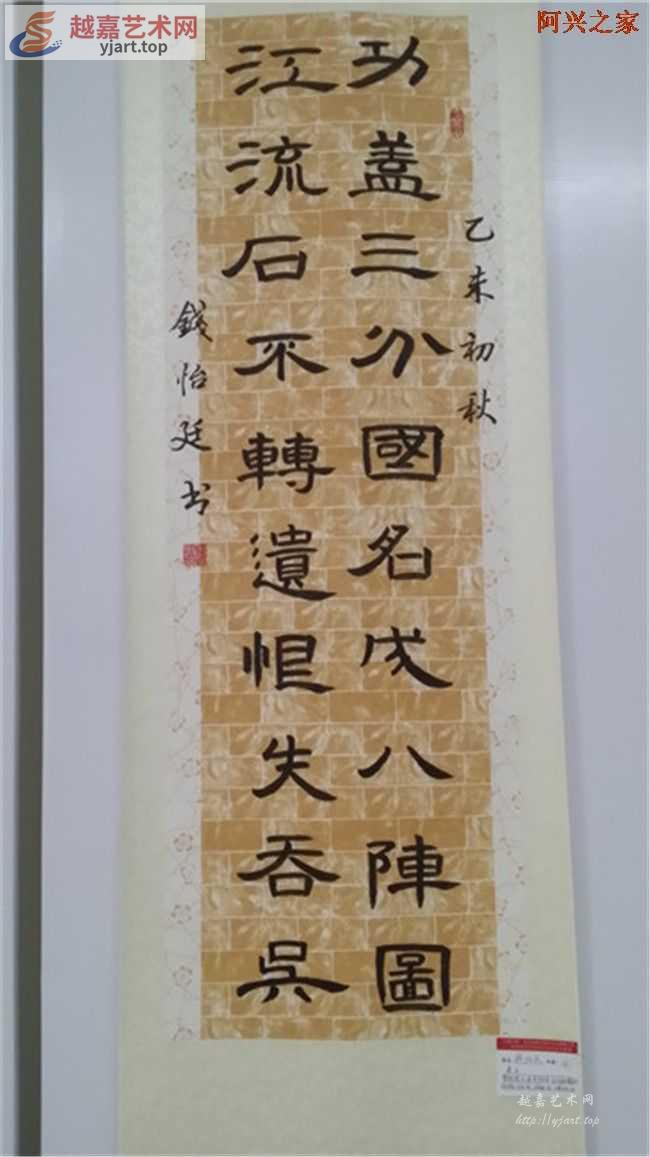 越嘉艺术网
yjart.top
阿兴之家
乙未初秋
功盖三分國名成八陣圖
江流石不轉遺恨失吞吳
錢怡廷书
越嘉艺术网
http://yjart.top